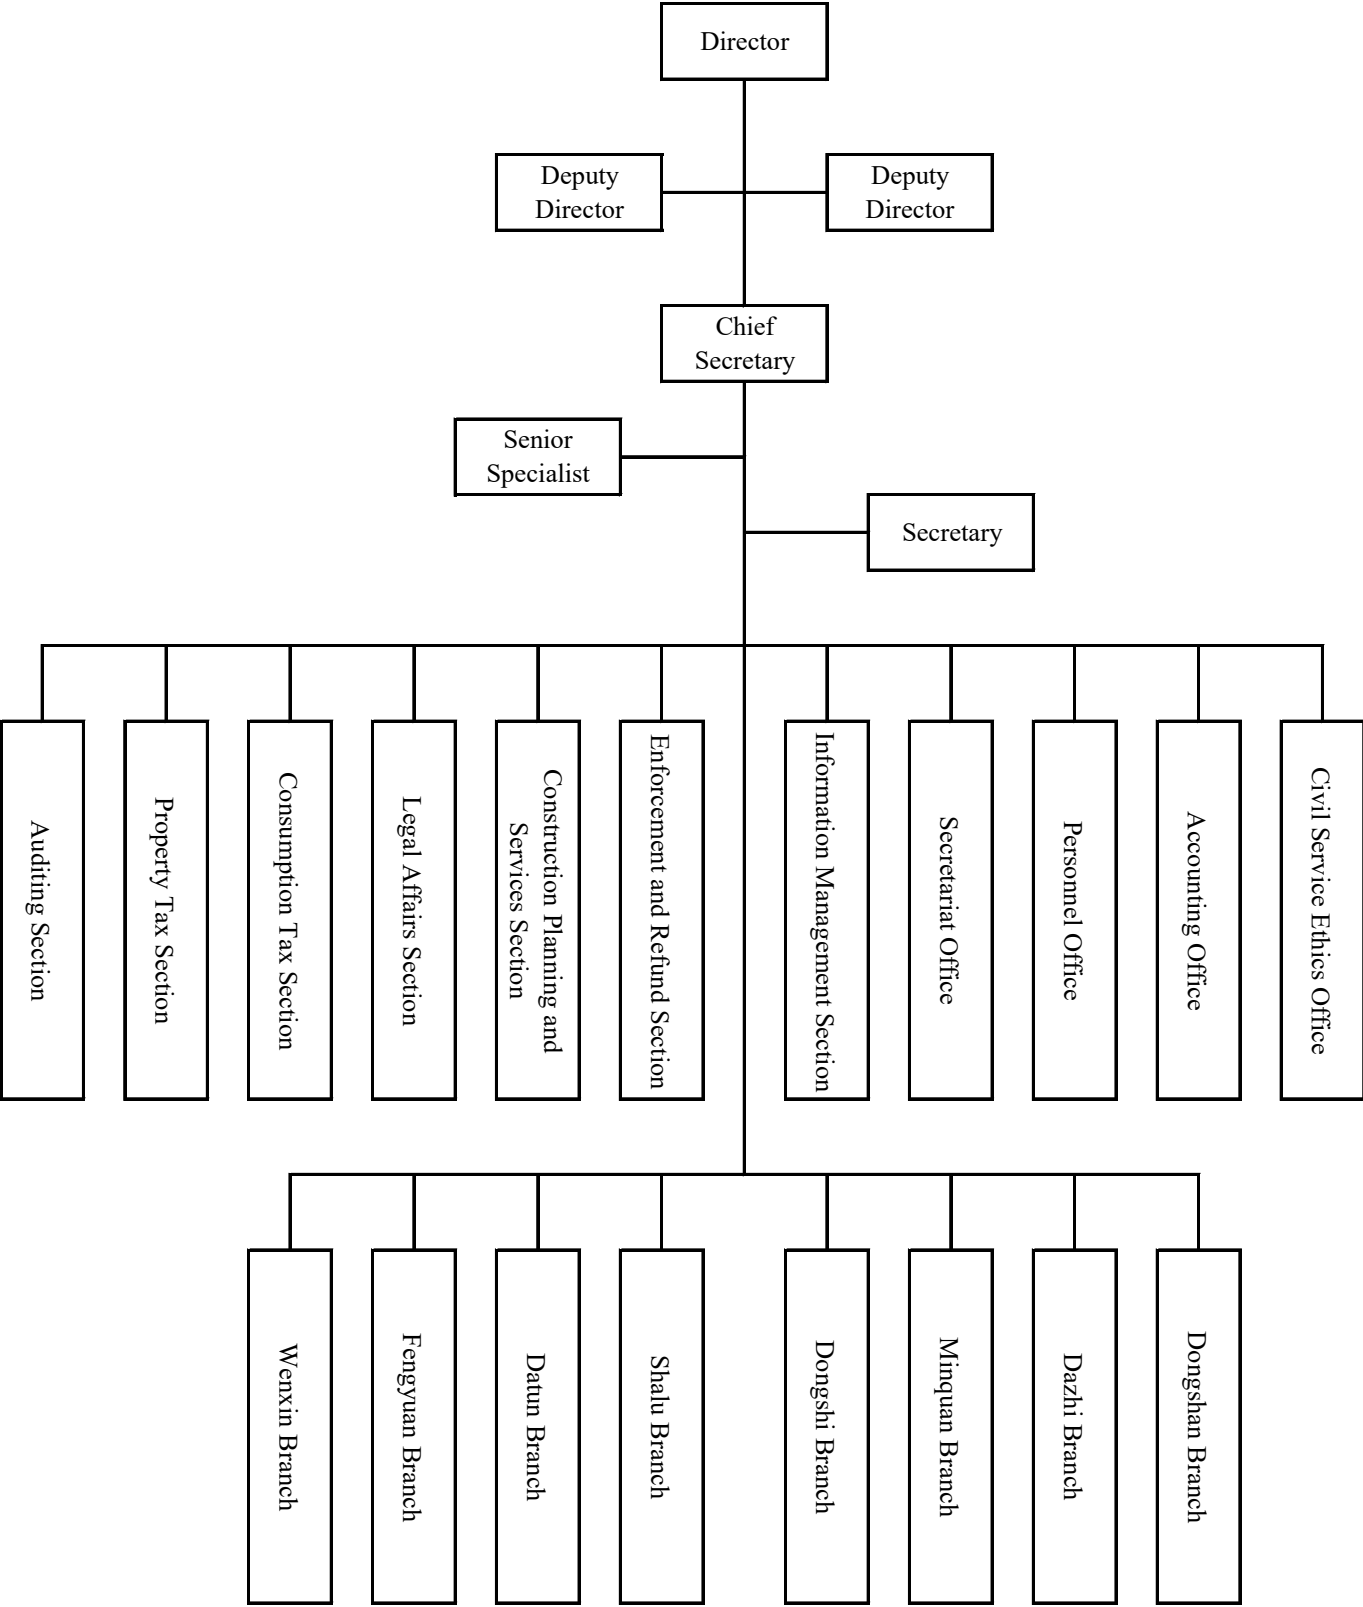 Director
Deputy
Director
Deputy
Director
Chief
Secretary
Senior
Specialist
Secretary
Auditing Section
Property Tax Section
Consumption Tax Section
Legal Affairs Section
Construction Planning and
Services Section
Enforcement and Refund Section
Information Management Section
Secretariat Office
Personnel Office
Accounting Office
Civil Service Ethics Office
Wenxin Branch
Fengyuan Branch
Datun Branch
Shalu Branch
Dongshi Branch
Minquan Branch
Dazhi Branch
Dongshan Branch